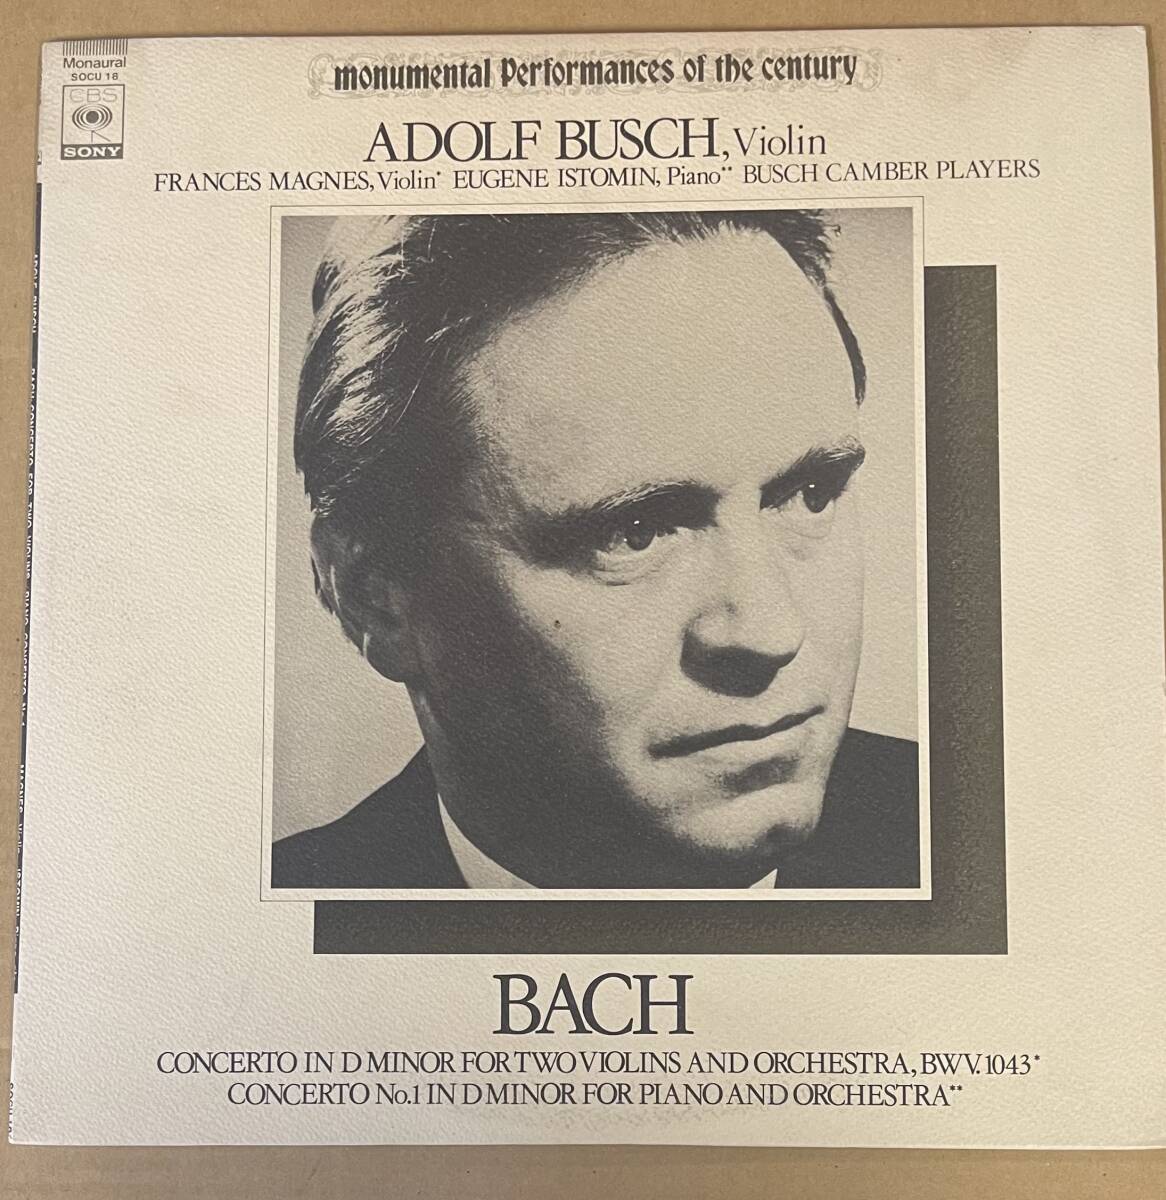 Monaural
SOCU 18
CBS
SONY
monumental Performances of the century
ADOLF BUSCH, Violin
FRANCES MAGNES, Violin* EUGENE ISTOMIN, Piano** BUSCH CAMBER PLAYERS
BACH
CONCERTO IN D MINOR FOR TWO VIOLINS AND ORCHESTRA, BWV. 1043*
CONCERTO No.1 IN D MINOR FOR PIANO AND ORCHESTRA**